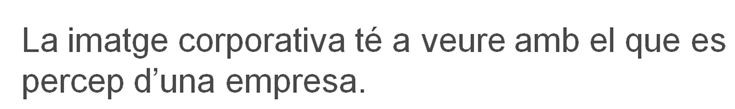 La imatge corporativa té a veure amb el que es
percep d’una empresa.